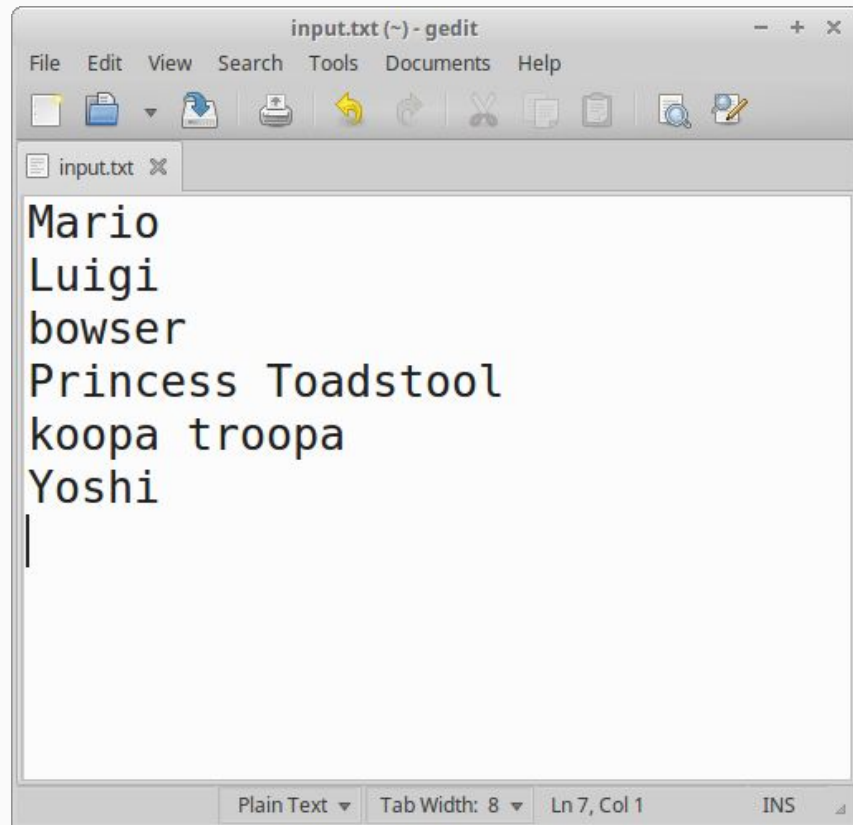 input.txt (~) - gedit
File Edit View Search Tools Documents Help
input.txt
Mario
Luigi
bowser
Princess Toadstool
koopa troopa
Yoshi
Plain Text Tab Width: 8 Ln 7, Col 1 INS